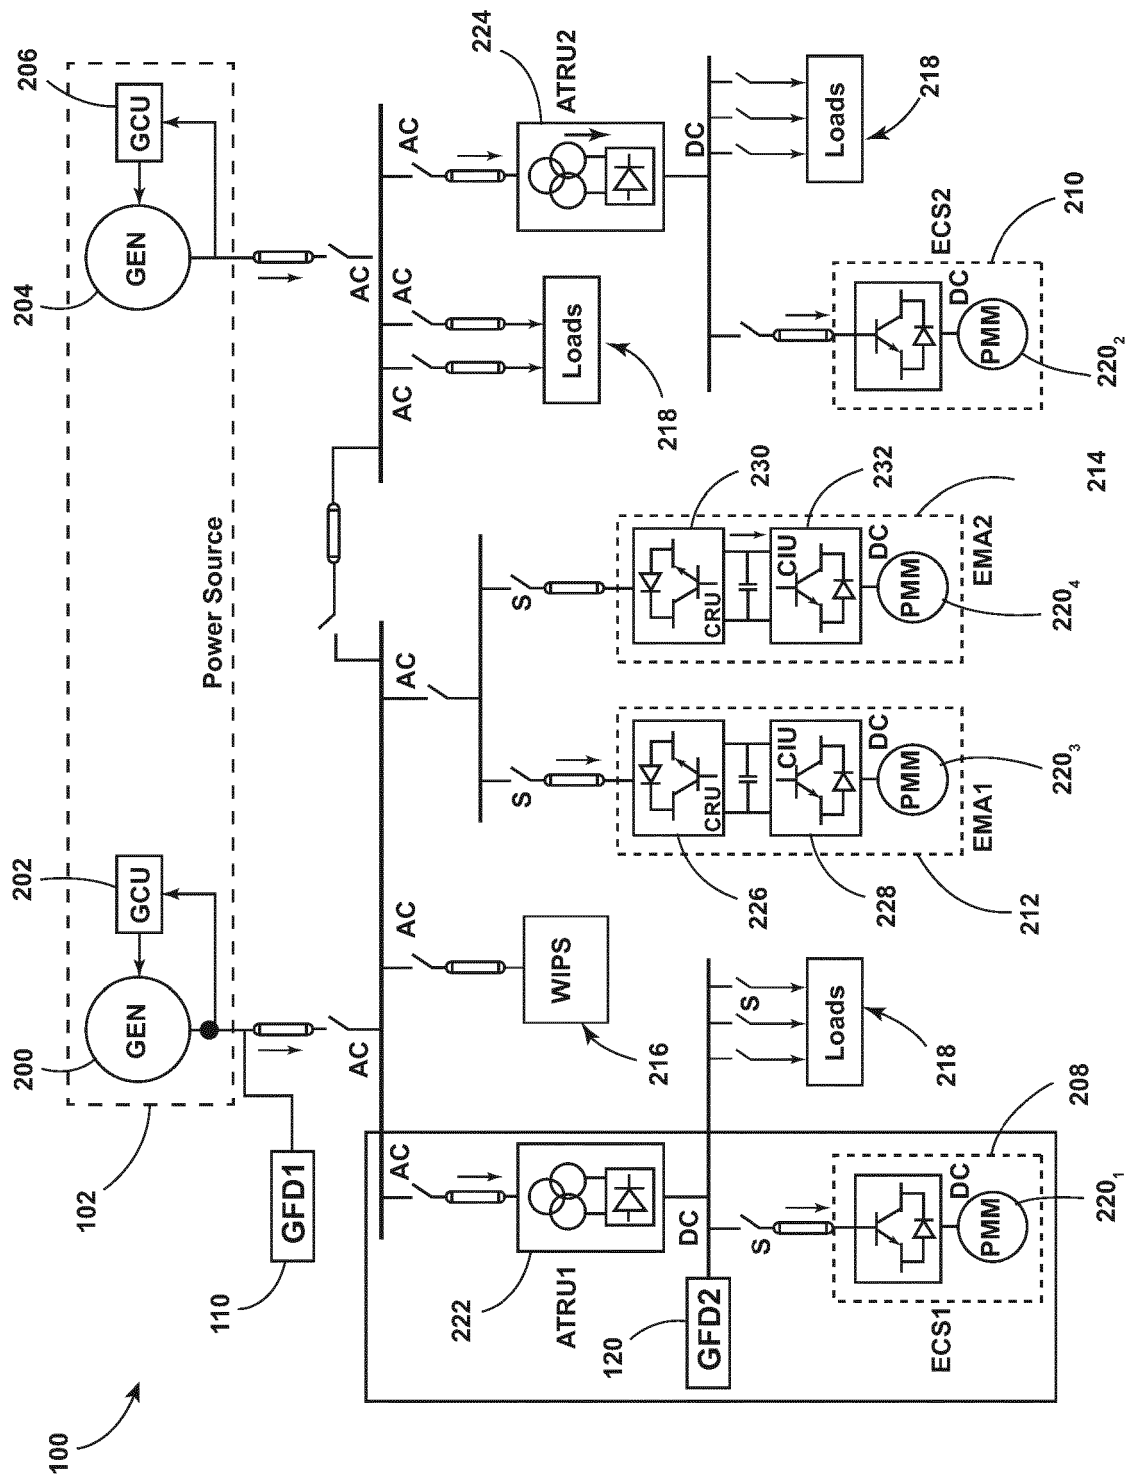 100
102
Power Source
200
GEN
GCU
202
204
GEN
GCU
206
110
GFD1
AC
AC
AC
AC
AC
AC
AC
AC
222
ATRU1
DC
120
GFD2
S
ECS1
DC
PMM
220₁
208
S
Loads
218
WIPS
216
S
S
CRU
226
CIU
228
DC
PMM
220₃
EMA1
212
CRU
230
CIU
232
DC
PMM
220₄
EMA2
214
Loads
218
224
ATRU2
DC
Loads
218
ECS2
210
DC
PMM
220₂